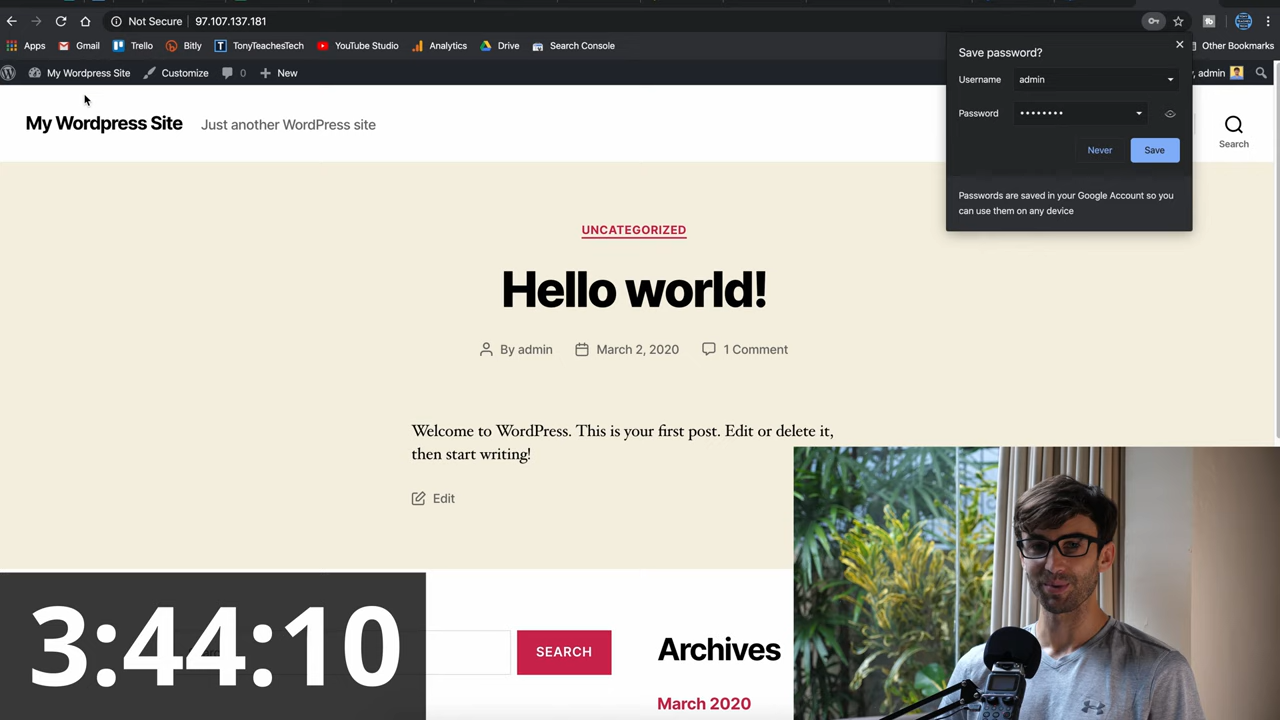 Not Secure 97.107.137.181
Apps Gmail Trello Bitly TonyTeachesTech YouTube Studio Analytics Drive Search Console Other Bookmarks
My Wordpress Site Customize 0 New , admin
Save password?
Username admin
Password ••••••••
Never Save
Passwords are saved in your Google Account so you
can use them on any device
My Wordpress Site Just another WordPress site
Search
UNCATEGORIZED
Hello world!
By admin March 2, 2020 1 Comment
Welcome to WordPress. This is your first post. Edit or delete it,
then start writing!
Edit
3:44:10
SEARCH
Archives
March 2020